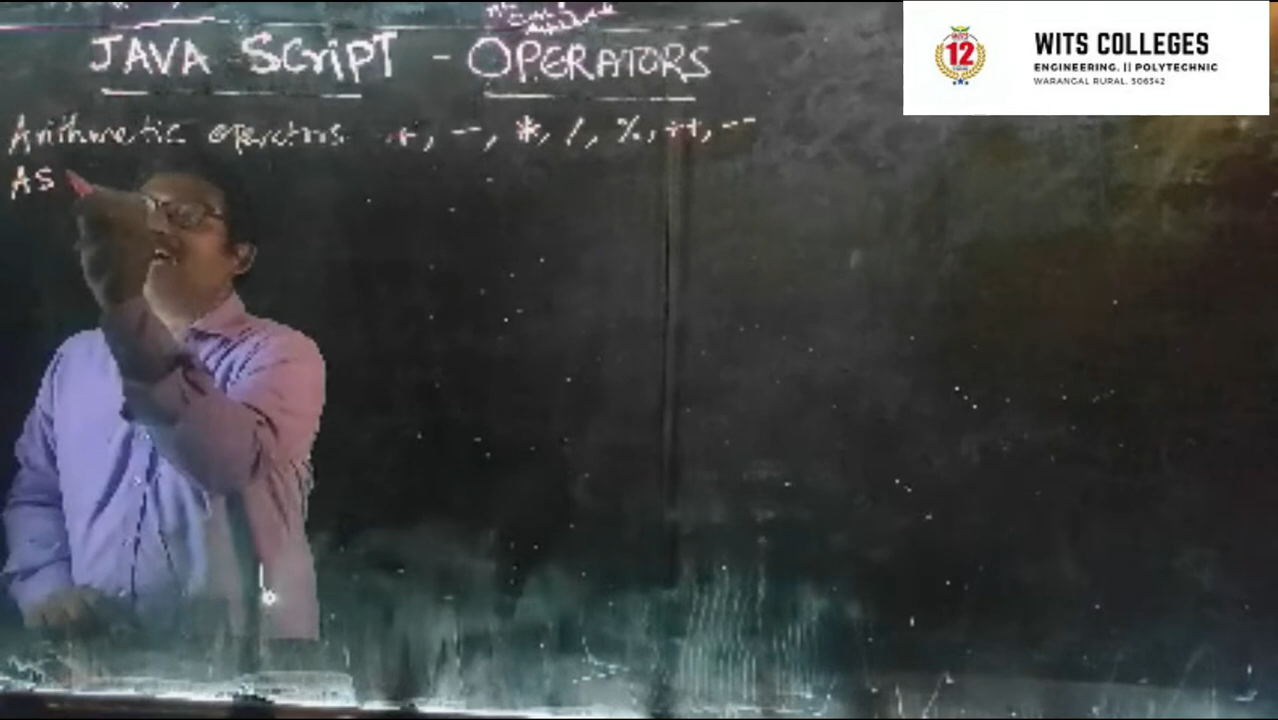 JAVA SCRIPT - OPERATORS
Arithmetic operators +, -, *, /, %, ++, --
AS
12
WITS COLLEGES
ENGINEERING. || POLYTECHNIC
WARANGAL RURAL. 506342